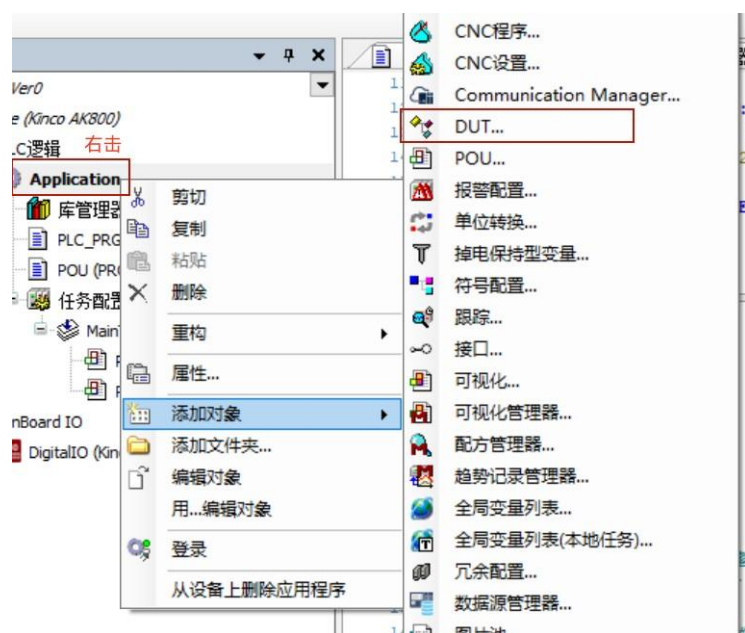 Ver0
e (Kinco AK800)
C逻辑
右击
Application
库管理器
PLC_PRG
POU (PR
任务配置
Main
nBoard IO
DigitalIO (Kin
剪切
复制
粘贴
删除
重构
属性...
添加对象
添加文件夹...
编辑对象
用...编辑对象
登录
从设备上删除应用程序
CNC程序...
CNC设置...
Communication Manager...
DUT...
POU...
报警配置...
单位转换...
掉电保持型变量...
符号配置...
跟踪...
接口...
可视化...
可视化管理器...
配方管理器...
趋势记录管理器...
全局变量列表...
全局变量列表(本地任务)...
冗余配置...
数据源管理器...